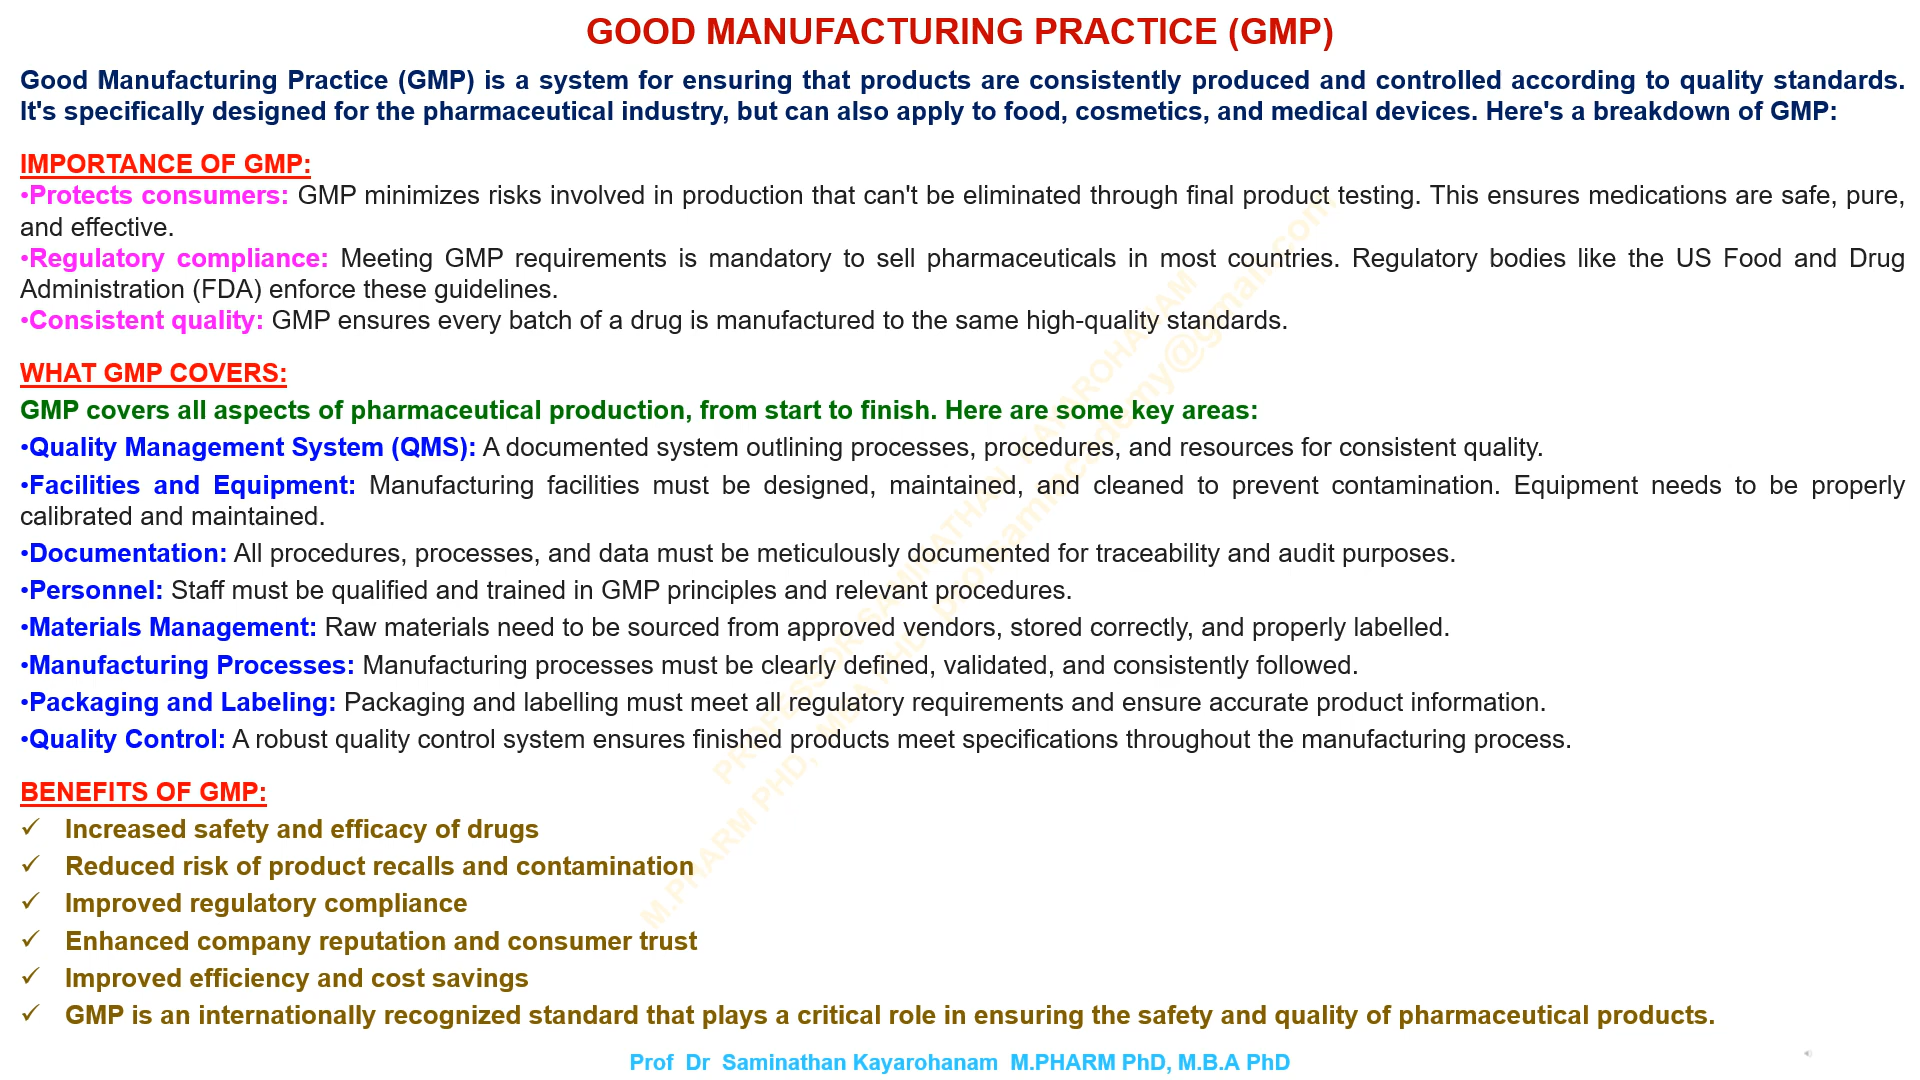 GOOD MANUFACTURING PRACTICE (GMP)
Good Manufacturing Practice (GMP) is a system for ensuring that products are consistently produced and controlled according to quality standards.
It's specifically designed for the pharmaceutical industry, but can also apply to food, cosmetics, and medical devices. Here's a breakdown of GMP:
IMPORTANCE OF GMP:
•Protects consumers: GMP minimizes risks involved in production that can't be eliminated through final product testing. This ensures medications are safe, pure,
and effective.
•Regulatory compliance: Meeting GMP requirements is mandatory to sell pharmaceuticals in most countries. Regulatory bodies like the US Food and Drug
Administration (FDA) enforce these guidelines.
•Consistent quality: GMP ensures every batch of a drug is manufactured to the same high-quality standards.
WHAT GMP COVERS:
GMP covers all aspects of pharmaceutical production, from start to finish. Here are some key areas:
•Quality Management System (QMS): A documented system outlining processes, procedures, and resources for consistent quality.
•Facilities and Equipment: Manufacturing facilities must be designed, maintained, and cleaned to prevent contamination. Equipment needs to be properly
calibrated and maintained.
•Documentation: All procedures, processes, and data must be meticulously documented for traceability and audit purposes.
•Personnel: Staff must be qualified and trained in GMP principles and relevant procedures.
•Materials Management: Raw materials need to be sourced from approved vendors, stored correctly, and properly labelled.
•Manufacturing Processes: Manufacturing processes must be clearly defined, validated, and consistently followed.
•Packaging and Labeling: Packaging and labelling must meet all regulatory requirements and ensure accurate product information.
•Quality Control: A robust quality control system ensures finished products meet specifications throughout the manufacturing process.
BENEFITS OF GMP:
✓ Increased safety and efficacy of drugs
✓ Reduced risk of product recalls and contamination
✓ Improved regulatory compliance
✓ Enhanced company reputation and consumer trust
✓ Improved efficiency and cost savings
✓ GMP is an internationally recognized standard that plays a critical role in ensuring the safety and quality of pharmaceutical products.
PROFESSOR SAMINATHAN KAYAROHANAM
M.PHARM PHD, MBA PHD
Prof Dr Saminathan Kayarohanam M.PHARM PhD, M.B.A PhD